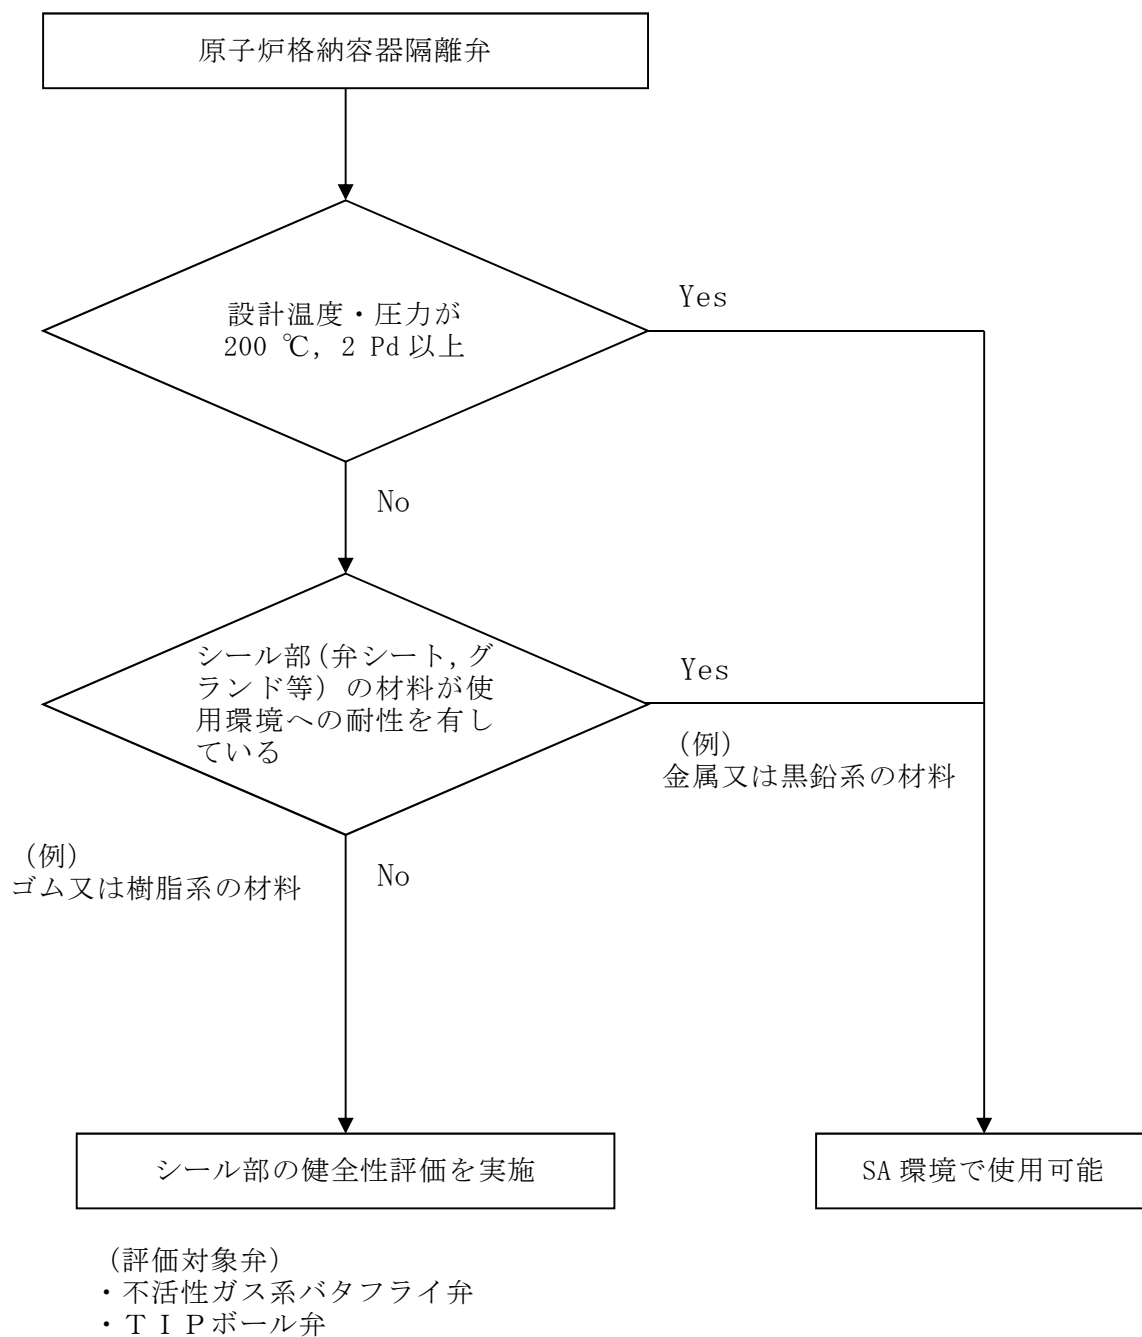 原子炉格納容器隔離弁
設計温度・圧力が
200 ℃, 2 Pd 以上
Yes
No
シール部(弁シート,グ
ランド等) の材料が使
用環境への耐性を有し
ている
Yes
(例)
金属又は黒鉛系の材料
(例)
ゴム又は樹脂系の材料
No
シール部の健全性評価を実施
SA 環境で使用可能
(評価対象弁)
・不活性ガス系バタフライ弁
・ＴＩＰボール弁